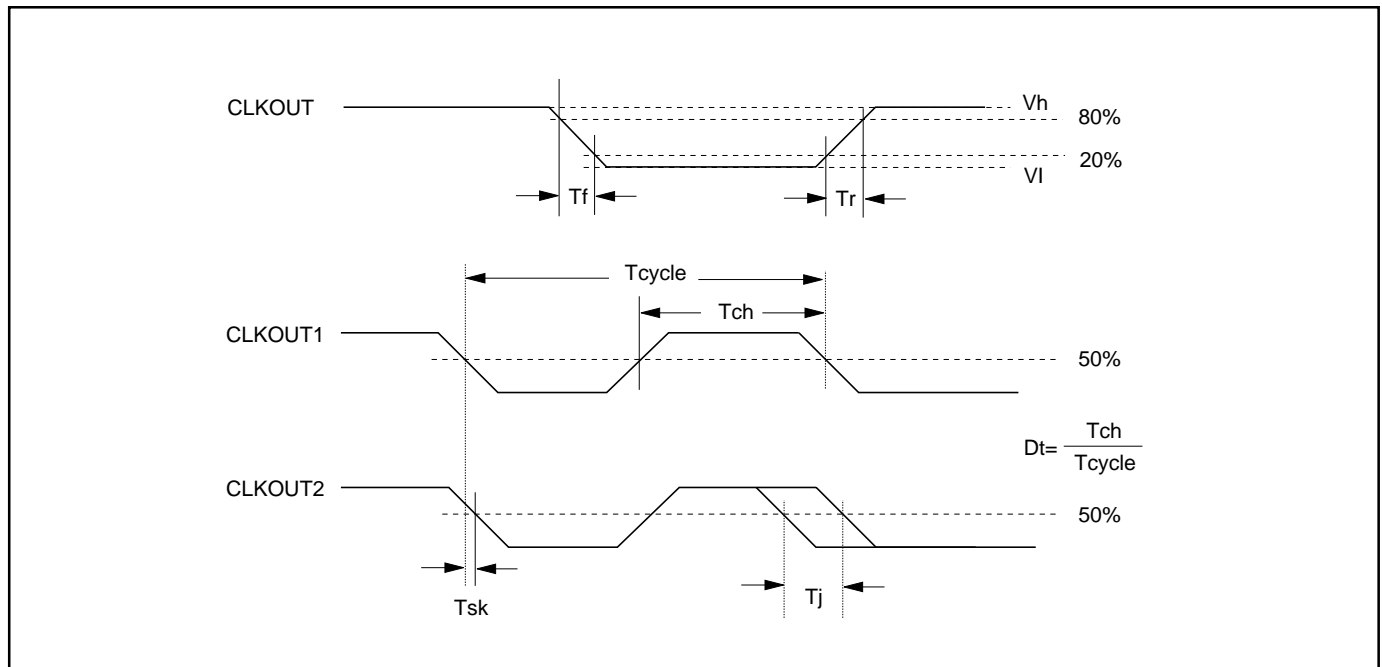 CLKOUT
Vh
80%
20%
Vl
Tf
Tr
Tcycle
Tch
CLKOUT1
50%
Dt= Tch
Tcycle
CLKOUT2
50%
Tsk
Tj